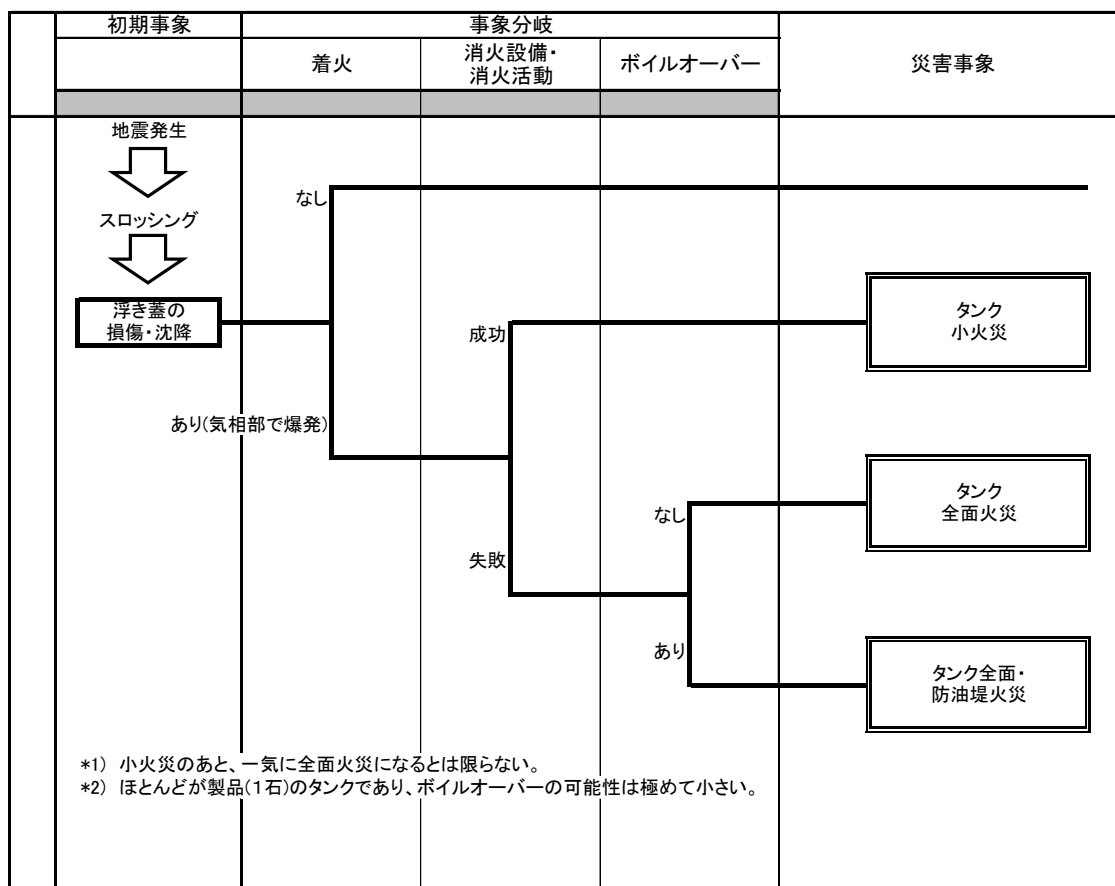 初期事象
事象分岐
着火
消火設備・
消火活動
ボイルオーバー
災害事象
地震発生
スロッシング
浮き蓋の
損傷・沈降
なし
あり(気相部で爆発)
成功
失敗
なし
あり
タンク
小火災
タンク
全面火災
タンク全面・
防油堤火災
*1) 小火災のあと、一気に全面火災になるとは限らない。
*2) ほとんどが製品(1石)のタンクであり、ボイルオーバーの可能性は極めて小さい。